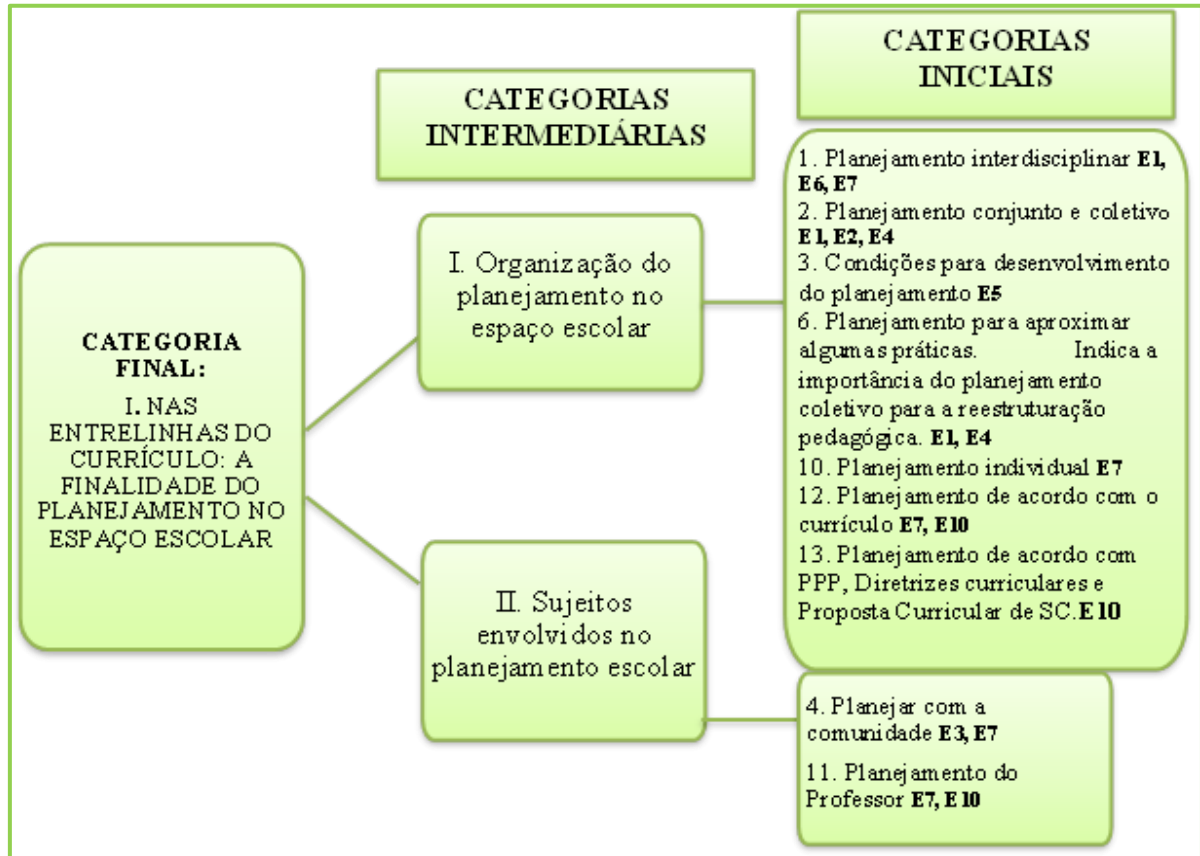 CATEGORIAS
INICIAIS
CATEGORIAS
INTERMEDIÁRIAS
CATEGORIA
FINAL:
I. NAS
ENTRELINHAS DO
CURRÍCULO: A
FINALIDADE DO
PLANEJAMENTO NO
ESPAÇO ESCOLAR
I. Organização do
planejamento no
espaço escolar
1. Planejamento interdisciplinar E1,
E6, E7
2. Planejamento conjunto e coletivo
E1, E2, E4
3. Condições para desenvolvimento
do planejamento E5
6. Planejamento para aproximar
algumas práticas. Indica a
importância do planejamento
coletivo para a reestruturação
pedagógica. E1, E4
10. Planejamento individual E7
12. Planejamento de acordo com o
currículo E7, E10
13. Planejamento de acordo com
PPP, Diretrizes curriculares e
Proposta Curricular de SC.E10
II. Sujeitos
envolvidos no
planejamento escolar
4. Planejar com a
comunidade E3, E7
11. Planejamento do
Professor E7, E10